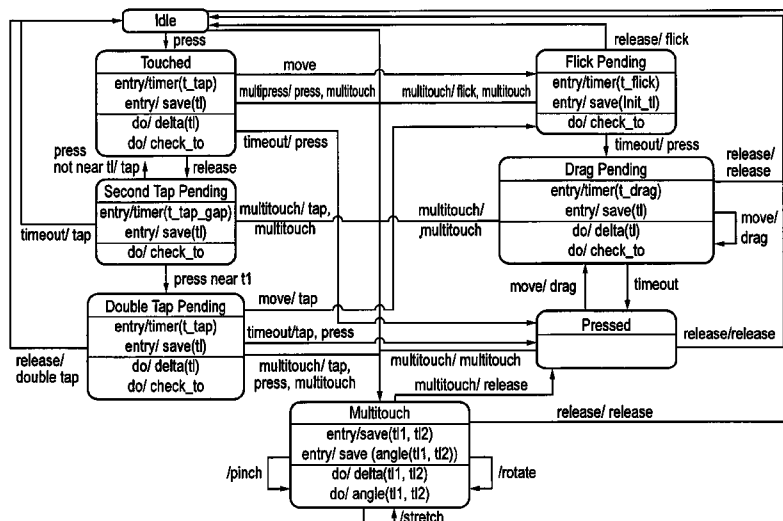 Idle
press
release/ flick
Touched
entry/timer(t_tap)
entry/ save(tl)
do/ delta(tl)
do/ check_to
move
multipress/ press, multitouch
multitouch/ flick, multitouch
Flick Pending
entry/timer(t_flick)
entry/ save(Init_tl)
do/ check_to
timeout/ press
timeout/ press
press
not near tl/ tap
release
Drag Pending
entry/timer(t_drag)
entry/ save(tl)
do/ delta(tl)
do/ check_to
release/
release
move/
drag
Second Tap Pending
entry/timer(t_tap_gap)
entry/ save(tl)
do/ check_to
timeout/ tap
multitouch/ tap,
multitouch
multitouch/
,multitouch
press near t1
move/ drag
timeout
Double Tap Pending
entry/timer(t_tap)
entry/ save(tl)
do/ delta(tl)
do/ check_to
move/ tap
timeout/tap, press
multitouch/ tap,
press, multitouch
multitouch/ multitouch
Pressed
release/release
release/
double tap
multitouch/ release
Multitouch
entry/save(tl1, tl2)
entry/ save (angle(tl1, tl2))
do/ delta(tl1, tl2)
do/ angle(tl1, tl2)
release/ release
/pinch
/rotate
/stretch